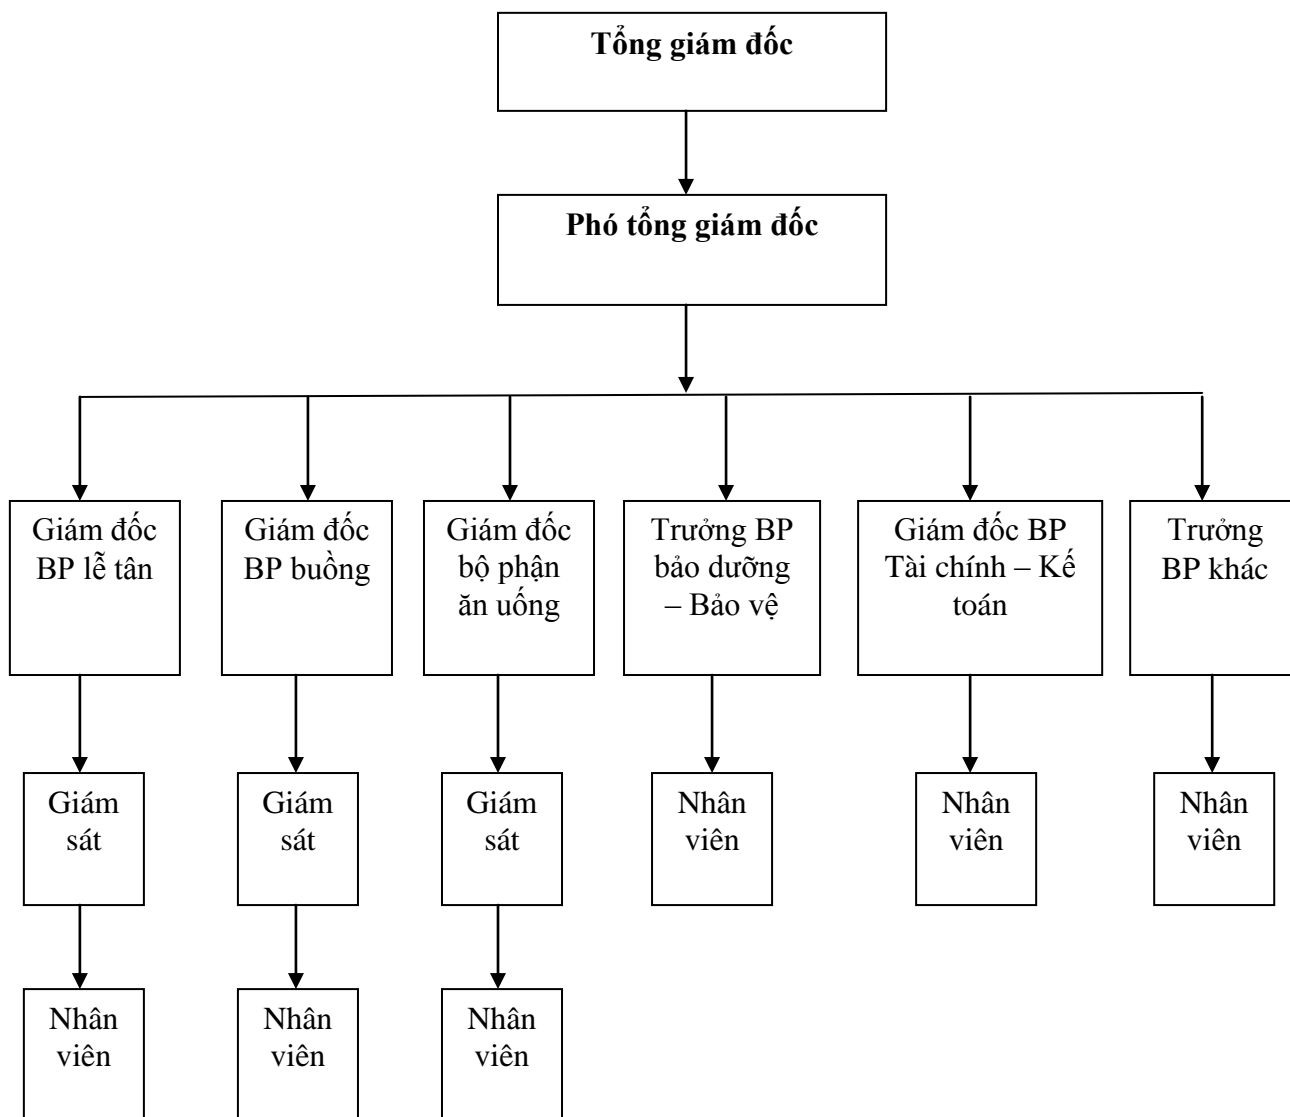 Tổng giám đốc
Phó tổng giám đốc
Giám đốc
BP lễ tân
Giám đốc
BP buồng
Giám đốc
bộ phận
ăn uống
Trưởng BP
bảo dưỡng
– Bảo vệ
Giám đốc BP
Tài chính – Kế
toán
Trưởng
BP khác
Giám
sát
Giám
sát
Giám
sát
Nhân
viên
Nhân
viên
Nhân
viên
Nhân
viên
Nhân
viên
Nhân
viên